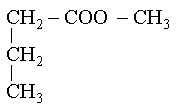 CH₂ – COO – CH₃
CH₂
CH₃